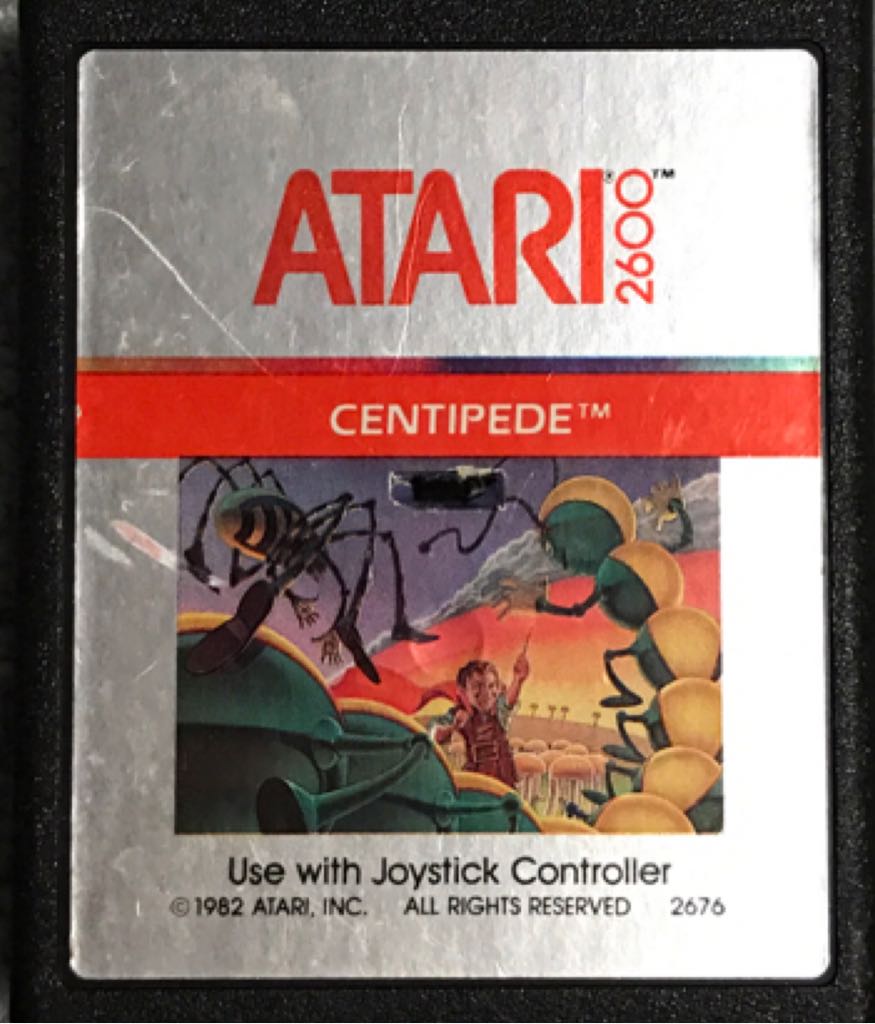 ATARI® 2600™
CENTIPEDE™
Use with Joystick Controller
© 1982 ATARI, INC. ALL RIGHTS RESERVED 2676